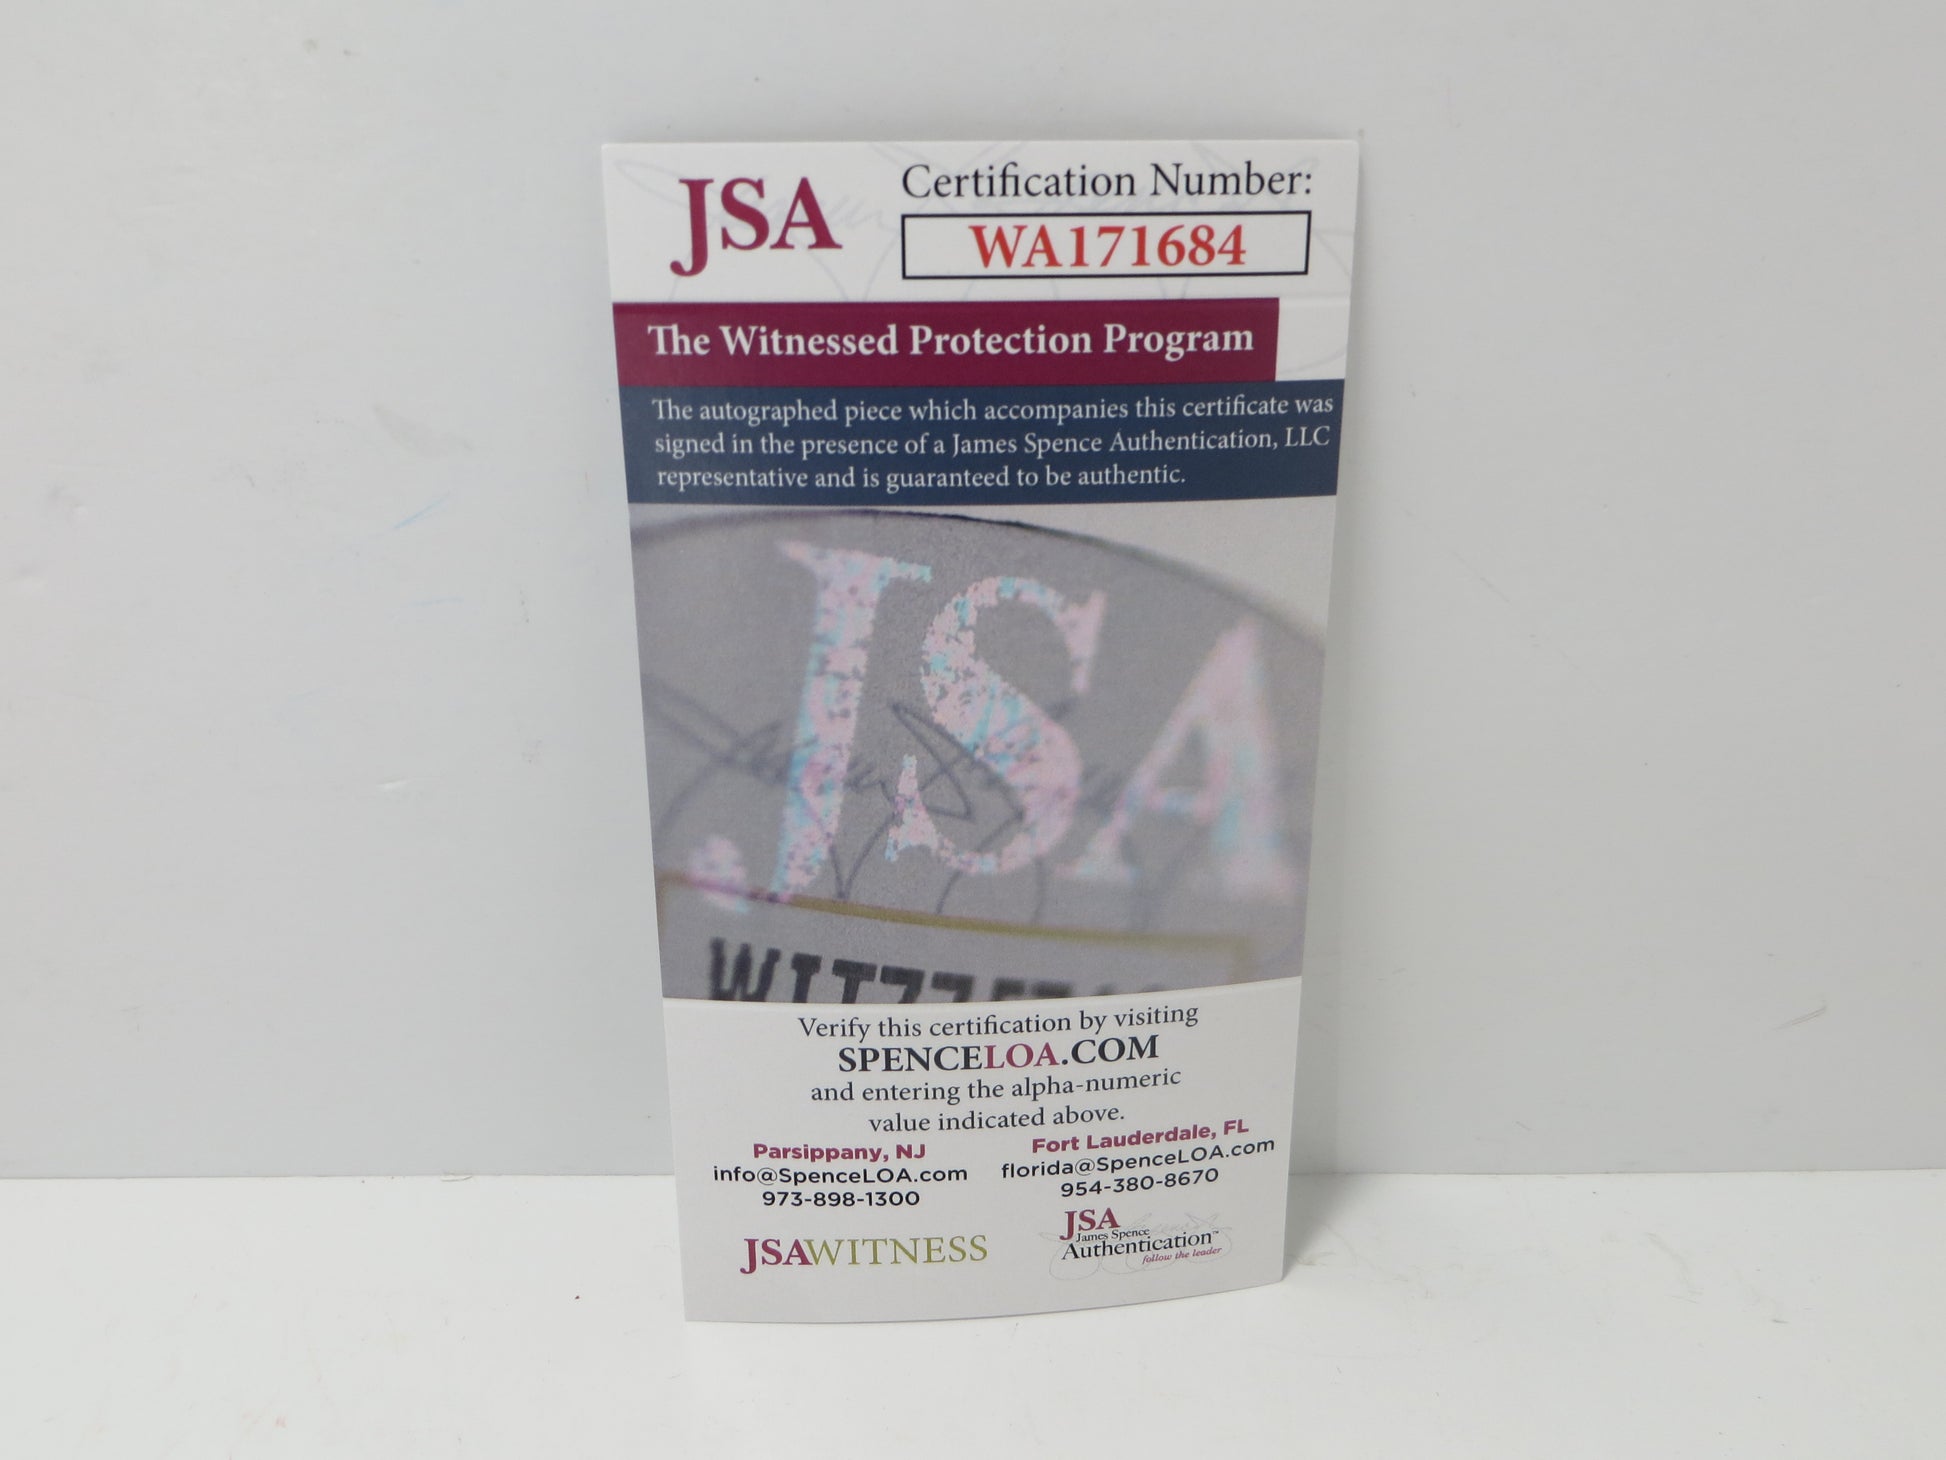 JSA
Certification Number:
WA171684
The Witnessed Protection Program
The autographed piece which accompanies this certificate was
signed in the presence of a James Spence Authentication, LLC
representative and is guaranteed to be authentic.
JSA
Verify this certification by visiting
SPENCELOA.COM
and entering the alpha-numeric
value indicated above.
Parsippany, NJ
info@SpenceLOA.com
973-898-1300
Fort Lauderdale, FL
florida@SpenceLOA.com
954-380-8670
JSAWITNESS
JSA
James Spence
Authentication™
follow the leader